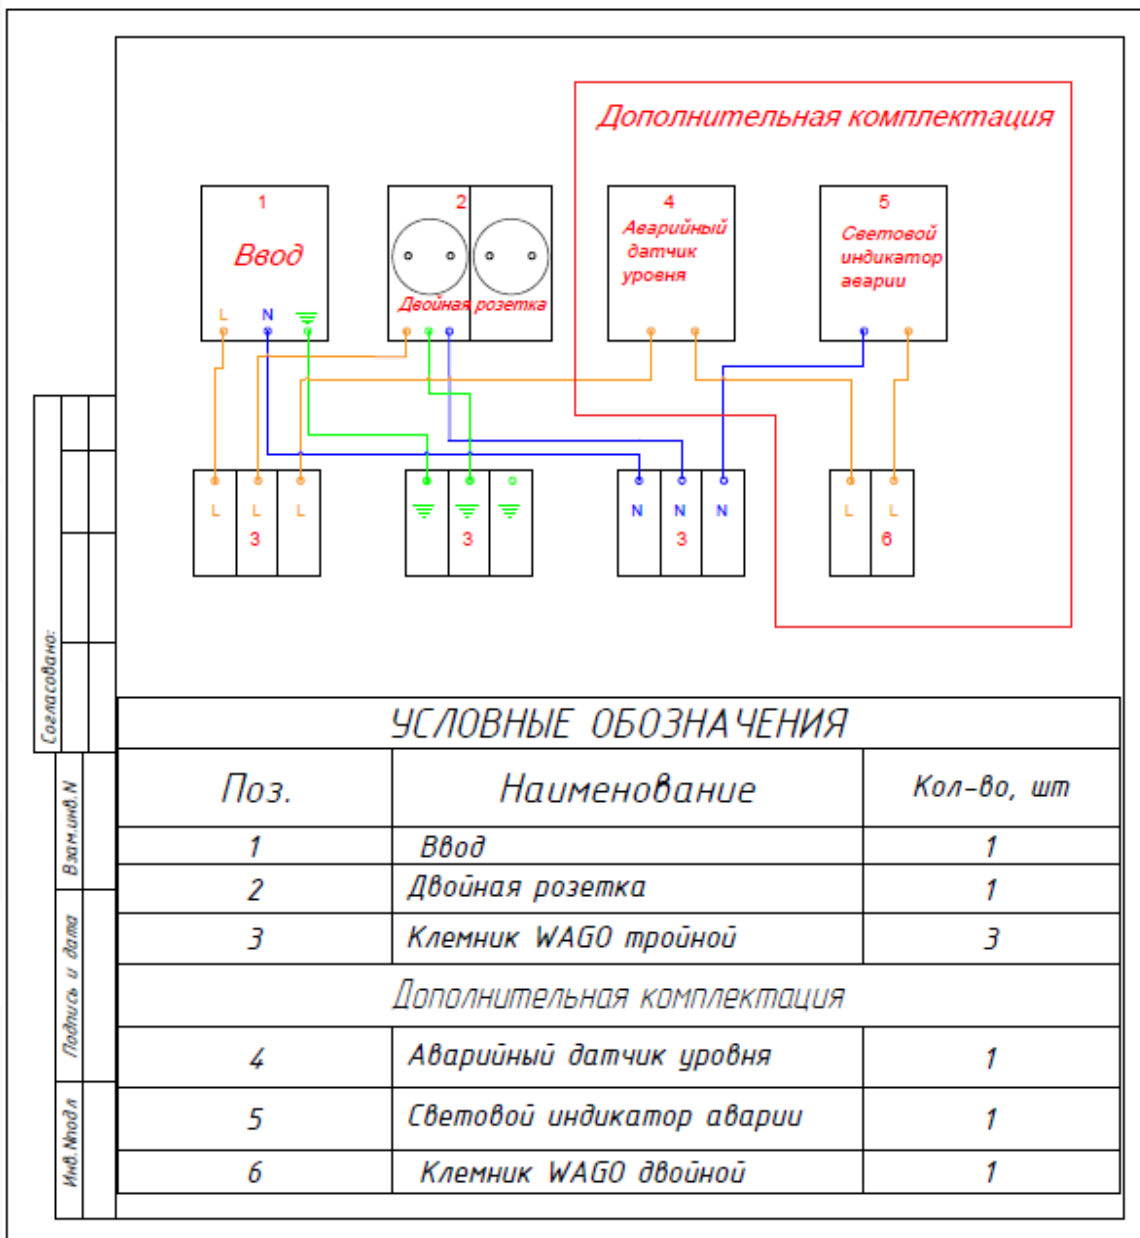 Дополнительная комплектация
1
Ввод
L N
2
Двойная розетка
4
Аварийный
датчик
уровня
5
Световой
индикатор
аварии
L L L
3
3
N N N
3
L L
6
Согласовано:
Взам.инв.N
Подпись и дата
Инв.Nподл
УСЛОВНЫЕ ОБОЗНАЧЕНИЯ
Поз. Наименование Кол-во, шт
1 Ввод 1
2 Двойная розетка 1
3 Клемник WAGO тройной 3
Дополнительная комплектация
4 Аварийный датчик уровня 1
5 Световой индикатор аварии 1
6 Клемник WAGO двойной 1